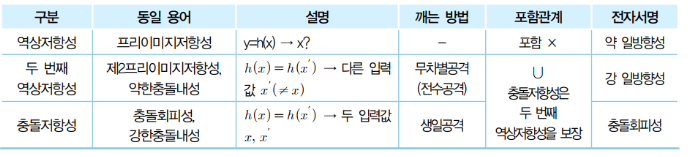 구분 동일 용어 설명 깨는 방법 포함관계 전자서명
역상저항성 프리이미지저항성 y=h(x) → x? － 포함 × 약 일방향성
두 번째
역상저항성
제2프리이미지저항성,
약한충돌내성
h(x) = h(x′) → 다른 입력
값 x′(≠x)
무차별공격
(전수공격)
∪
충돌저항성은
두 번째
역상저항성을 보장
강 일방향성
충돌저항성
충돌회피성,
강한충돌내성
h(x) = h(x′) → 두 입력값
x, x′
생일공격
충돌회피성